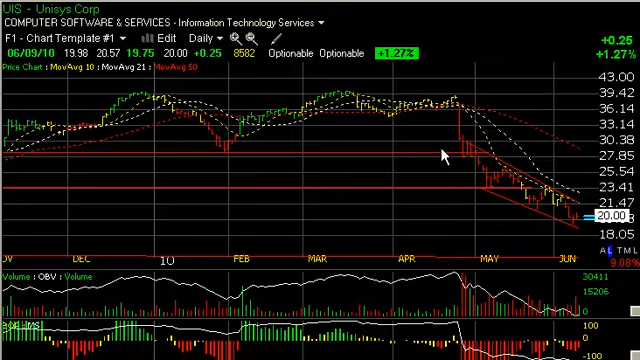 UIS - Unisys Corp
COMPUTER SOFTWARE & SERVICES - Information Technology Services
F1 - Chart Template #1 Edit Daily
06/09/10 19.98 20.57 19.75 20.00 +0.25 8582 Optionable Optionable +1.27%
+0.25
+1.27%
Price Chart : MovAvg 10 : MovAvg 21 : MovAvg 50
43.00
39.42
36.14
33.14
30.38
27.85
25.54
23.41
21.47
20.00
18.05
A L T M L
9.08%
OV DEC 10 FEB MAR APR MAY JUN
Volume : OBV : Volume
30411
15206
100
0